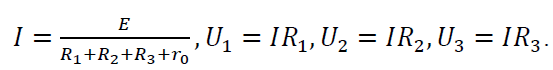 I = E / (R₁+R₂+R₃+r₀), U₁ = IR₁, U₂ = IR₂, U₃ = IR₃.